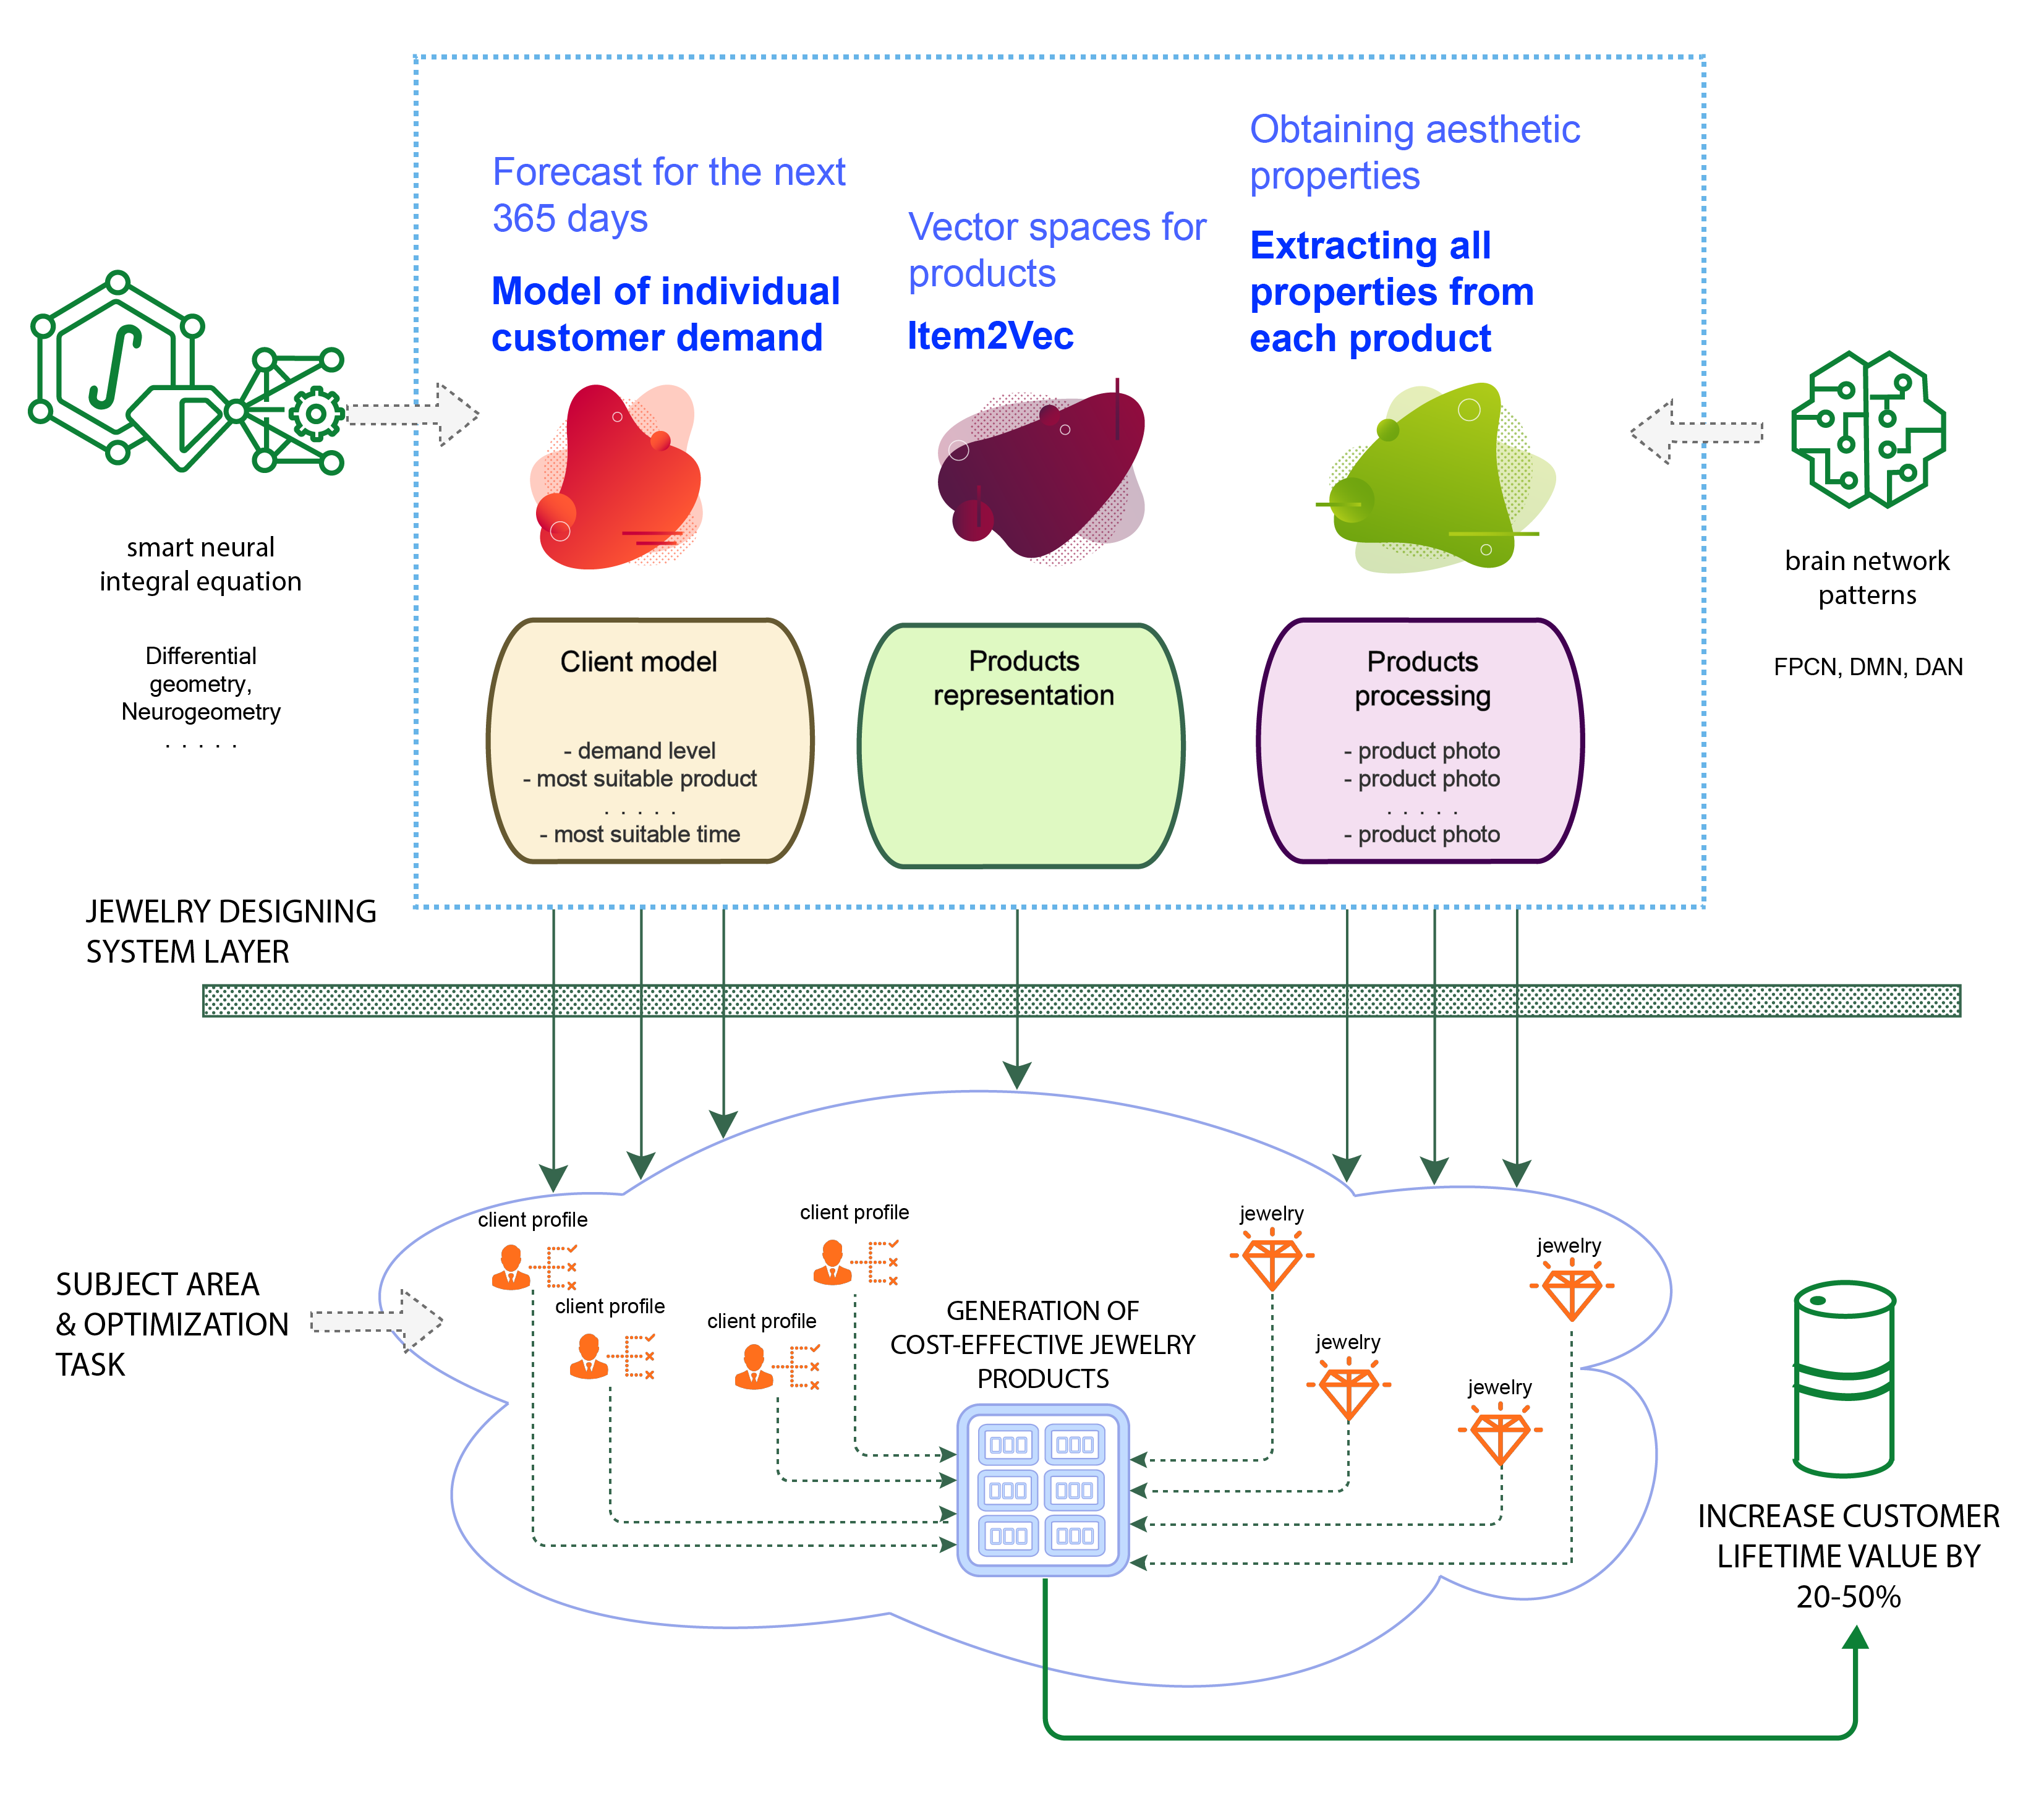 Forecast for the next
365 days
Model of individual
customer demand
Vector spaces for
products
Item2Vec
Obtaining aesthetic
properties
Extracting all
properties from
each product
smart neural
integral equation
Differential
geometry,
Neurogeometry
. . . . .
brain network
patterns
FPCN, DMN, DAN
Client model
- demand level
- most suitable product
. . . . .
- most suitable time
Products
representation
Products
processing
- product photo
- product photo
. . . . .
- product photo
JEWELRY DESIGNING
SYSTEM LAYER
SUBJECT AREA
& OPTIMIZATION
TASK
client profile
client profile
client profile
client profile
GENERATION OF
COST-EFFECTIVE JEWELRY
PRODUCTS
jewelry
jewelry
jewelry
jewelry
INCREASE CUSTOMER
LIFETIME VALUE BY
20-50%